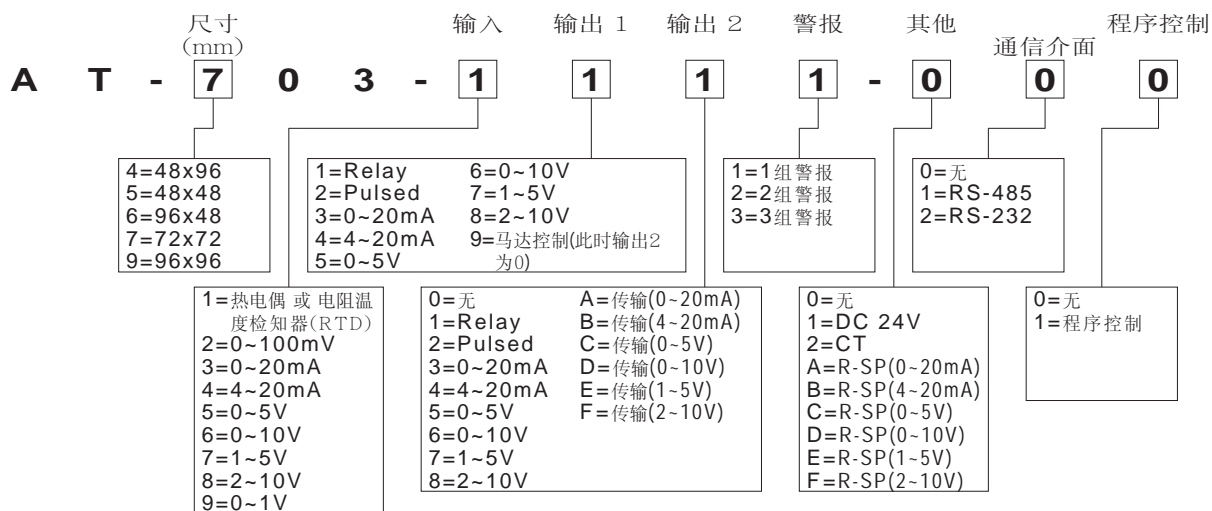 尺寸
(mm)
输入
输出 1
输出 2
警报
其他
通信介面
程序控制
A T - 7 0 3 - 1 1 1 1 - 0 0 0
4=48x96
5=48x48
6=96x48
7=72x72
9=96x96
1=Relay
2=Pulsed
3=0~20mA
4=4~20mA
5=0~5V
6=0~10V
7=1~5V
8=2~10V
9=马达控制(此时输出2
为0)
1=1组警报
2=2组警报
3=3组警报
0=无
1=RS-485
2=RS-232
1=热电偶 或 电阻温
度检知器(RTD)
2=0~100mV
3=0~20mA
4=4~20mA
5=0~5V
6=0~10V
7=1~5V
8=2~10V
9=0~1V
0=无
1=Relay
2=Pulsed
3=0~20mA
4=4~20mA
5=0~5V
6=0~10V
7=1~5V
8=2~10V
A=传输(0~20mA)
B=传输(4~20mA)
C=传输(0~5V)
D=传输(0~10V)
E=传输(1~5V)
F=传输(2~10V)
0=无
1=DC 24V
2=CT
A=R-SP(0~20mA)
B=R-SP(4~20mA)
C=R-SP(0~5V)
D=R-SP(0~10V)
E=R-SP(1~5V)
F=R-SP(2~10V)
0=无
1=程序控制